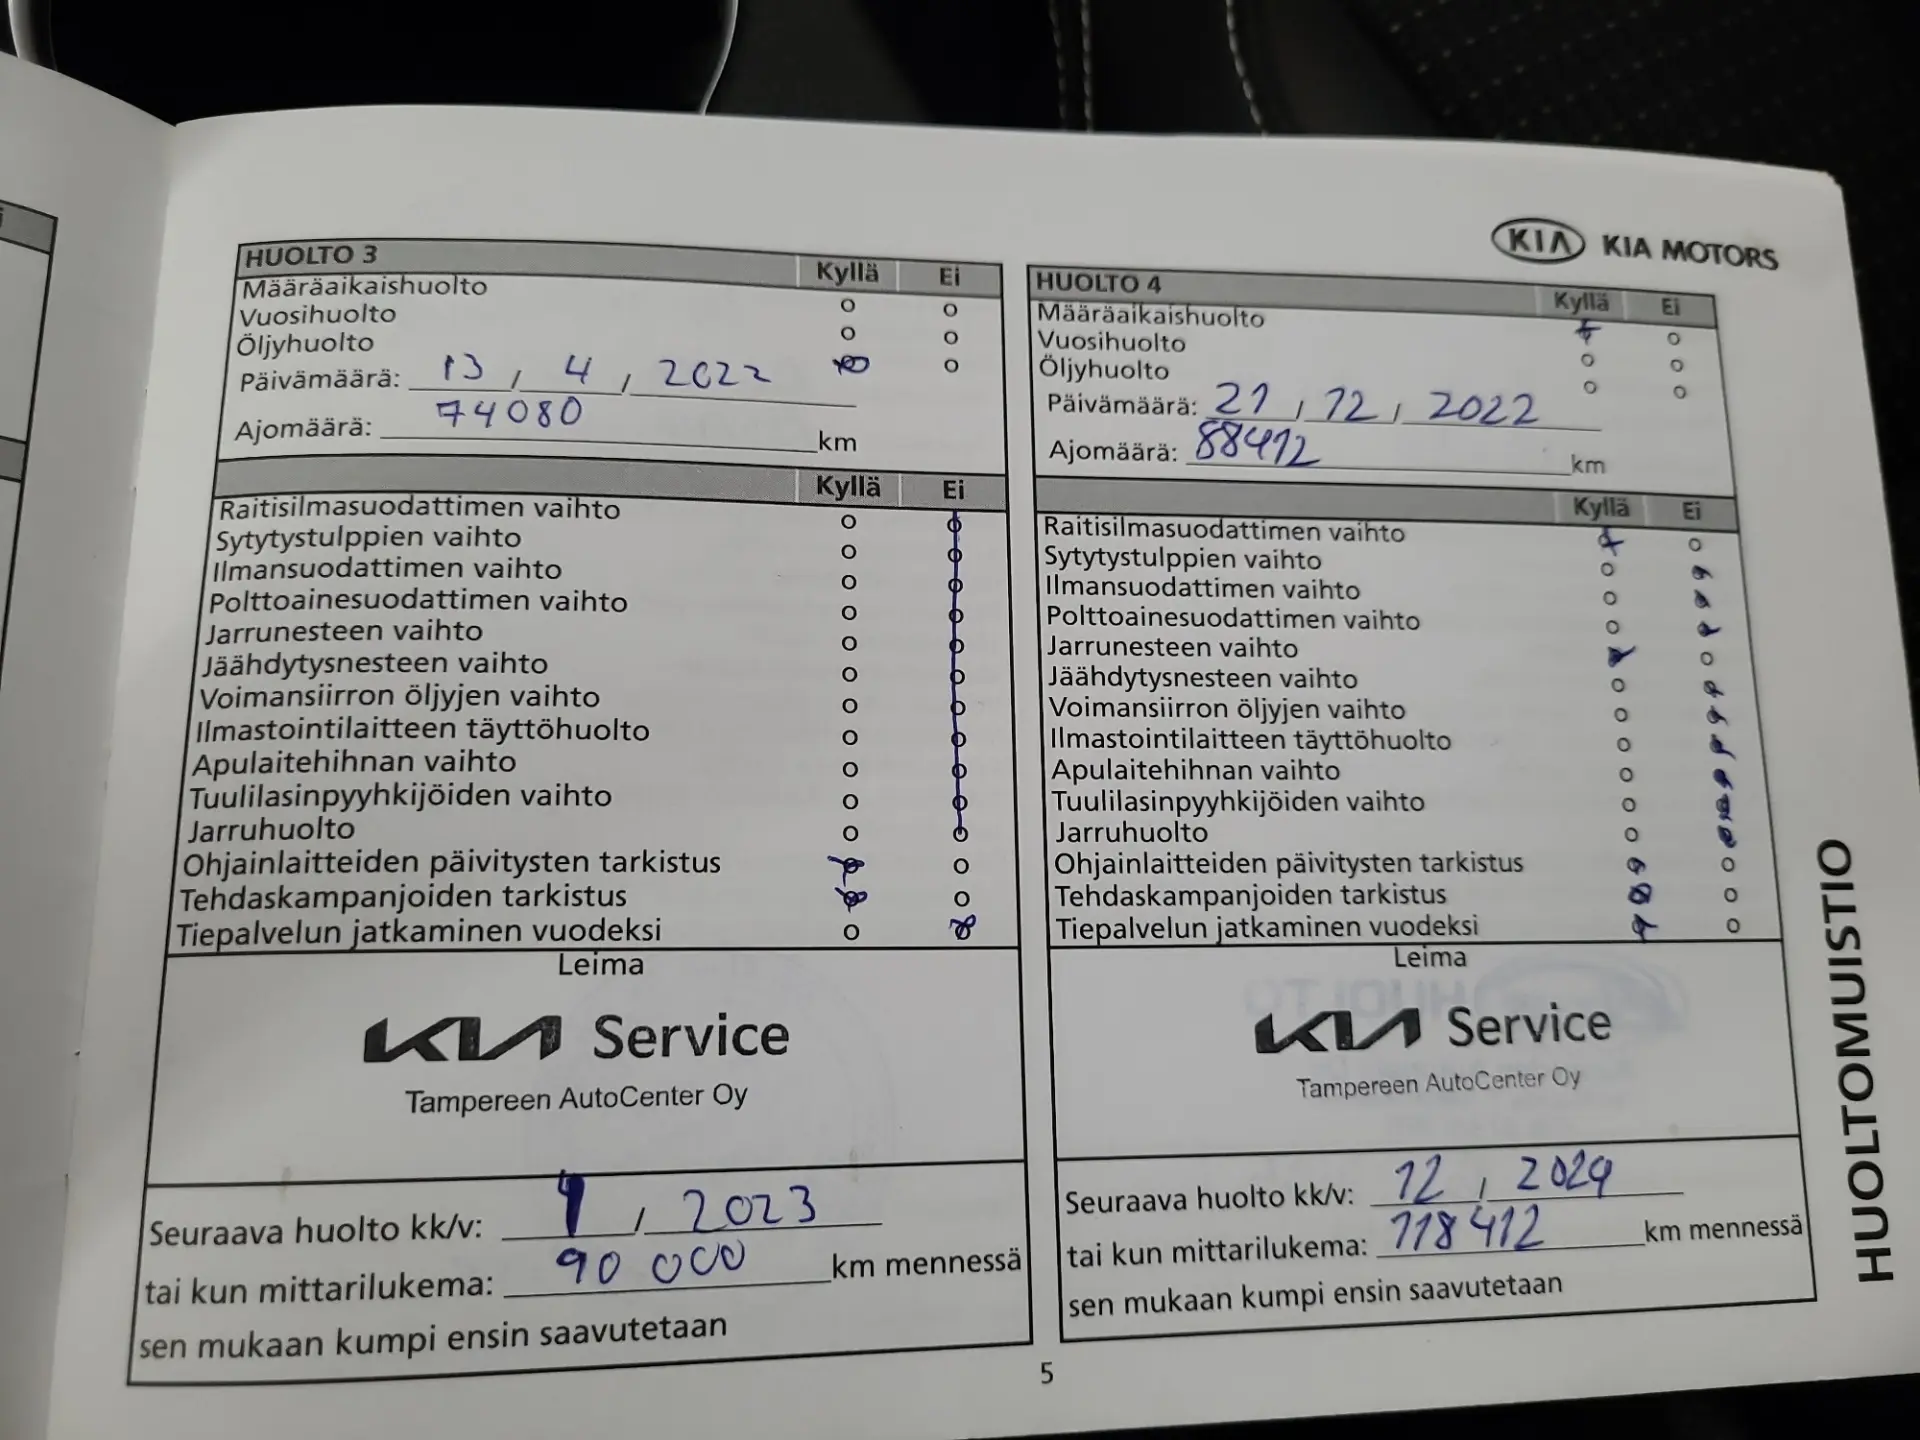 KIA KIA MOTORS
HUOLTO 3 Kyllä Ei
Määräaikaishuolto
Vuosihuolto
Öljyhuolto
Päivämäärä: 13, 4, 2022
Ajomäärä: 74080 km
Kyllä Ei
Raitisilmasuodattimen vaihto
Sytytystulppien vaihto
Ilmansuodattimen vaihto
Polttoainesuodattimen vaihto
Jarrunesteen vaihto
Jäähdytysnesteen vaihto
Voimansiirron öljyjen vaihto
Ilmastointilaitteen täyttöhuolto
Apulaitehihnan vaihto
Tuulilasinpyyhkijöiden vaihto
Jarruhuolto
Ohjainlaitteiden päivitysten tarkistus
Tehdaskampanjoiden tarkistus
Tiepalvelun jatkaminen vuodeksi
Leima
KIA Service
Tampereen AutoCenter Oy
Seuraava huolto kk/v: 4 / 2023
tai kun mittarilukema: 90 000 km mennessä
sen mukaan kumpi ensin saavutetaan
HUOLTO 4 Kyllä Ei
Määräaikaishuolto
Vuosihuolto
Öljyhuolto
Päivämäärä: 21, 12, 2022
Ajomäärä: 88412 km
Kyllä Ei
Raitisilmasuodattimen vaihto
Sytytystulppien vaihto
Ilmansuodattimen vaihto
Polttoainesuodattimen vaihto
Jarrunesteen vaihto
Jäähdytysnesteen vaihto
Voimansiirron öljyjen vaihto
Ilmastointilaitteen täyttöhuolto
Apulaitehihnan vaihto
Tuulilasinpyyhkijöiden vaihto
Jarruhuolto
Ohjainlaitteiden päivitysten tarkistus
Tehdaskampanjoiden tarkistus
Tiepalvelun jatkaminen vuodeksi
Leima
KIA Service
Tampereen AutoCenter Oy
Seuraava huolto kk/v: 12 / 2024
tai kun mittarilukema: 118412 km mennessä
sen mukaan kumpi ensin saavutetaan
HUOLTOMUISTIO
5